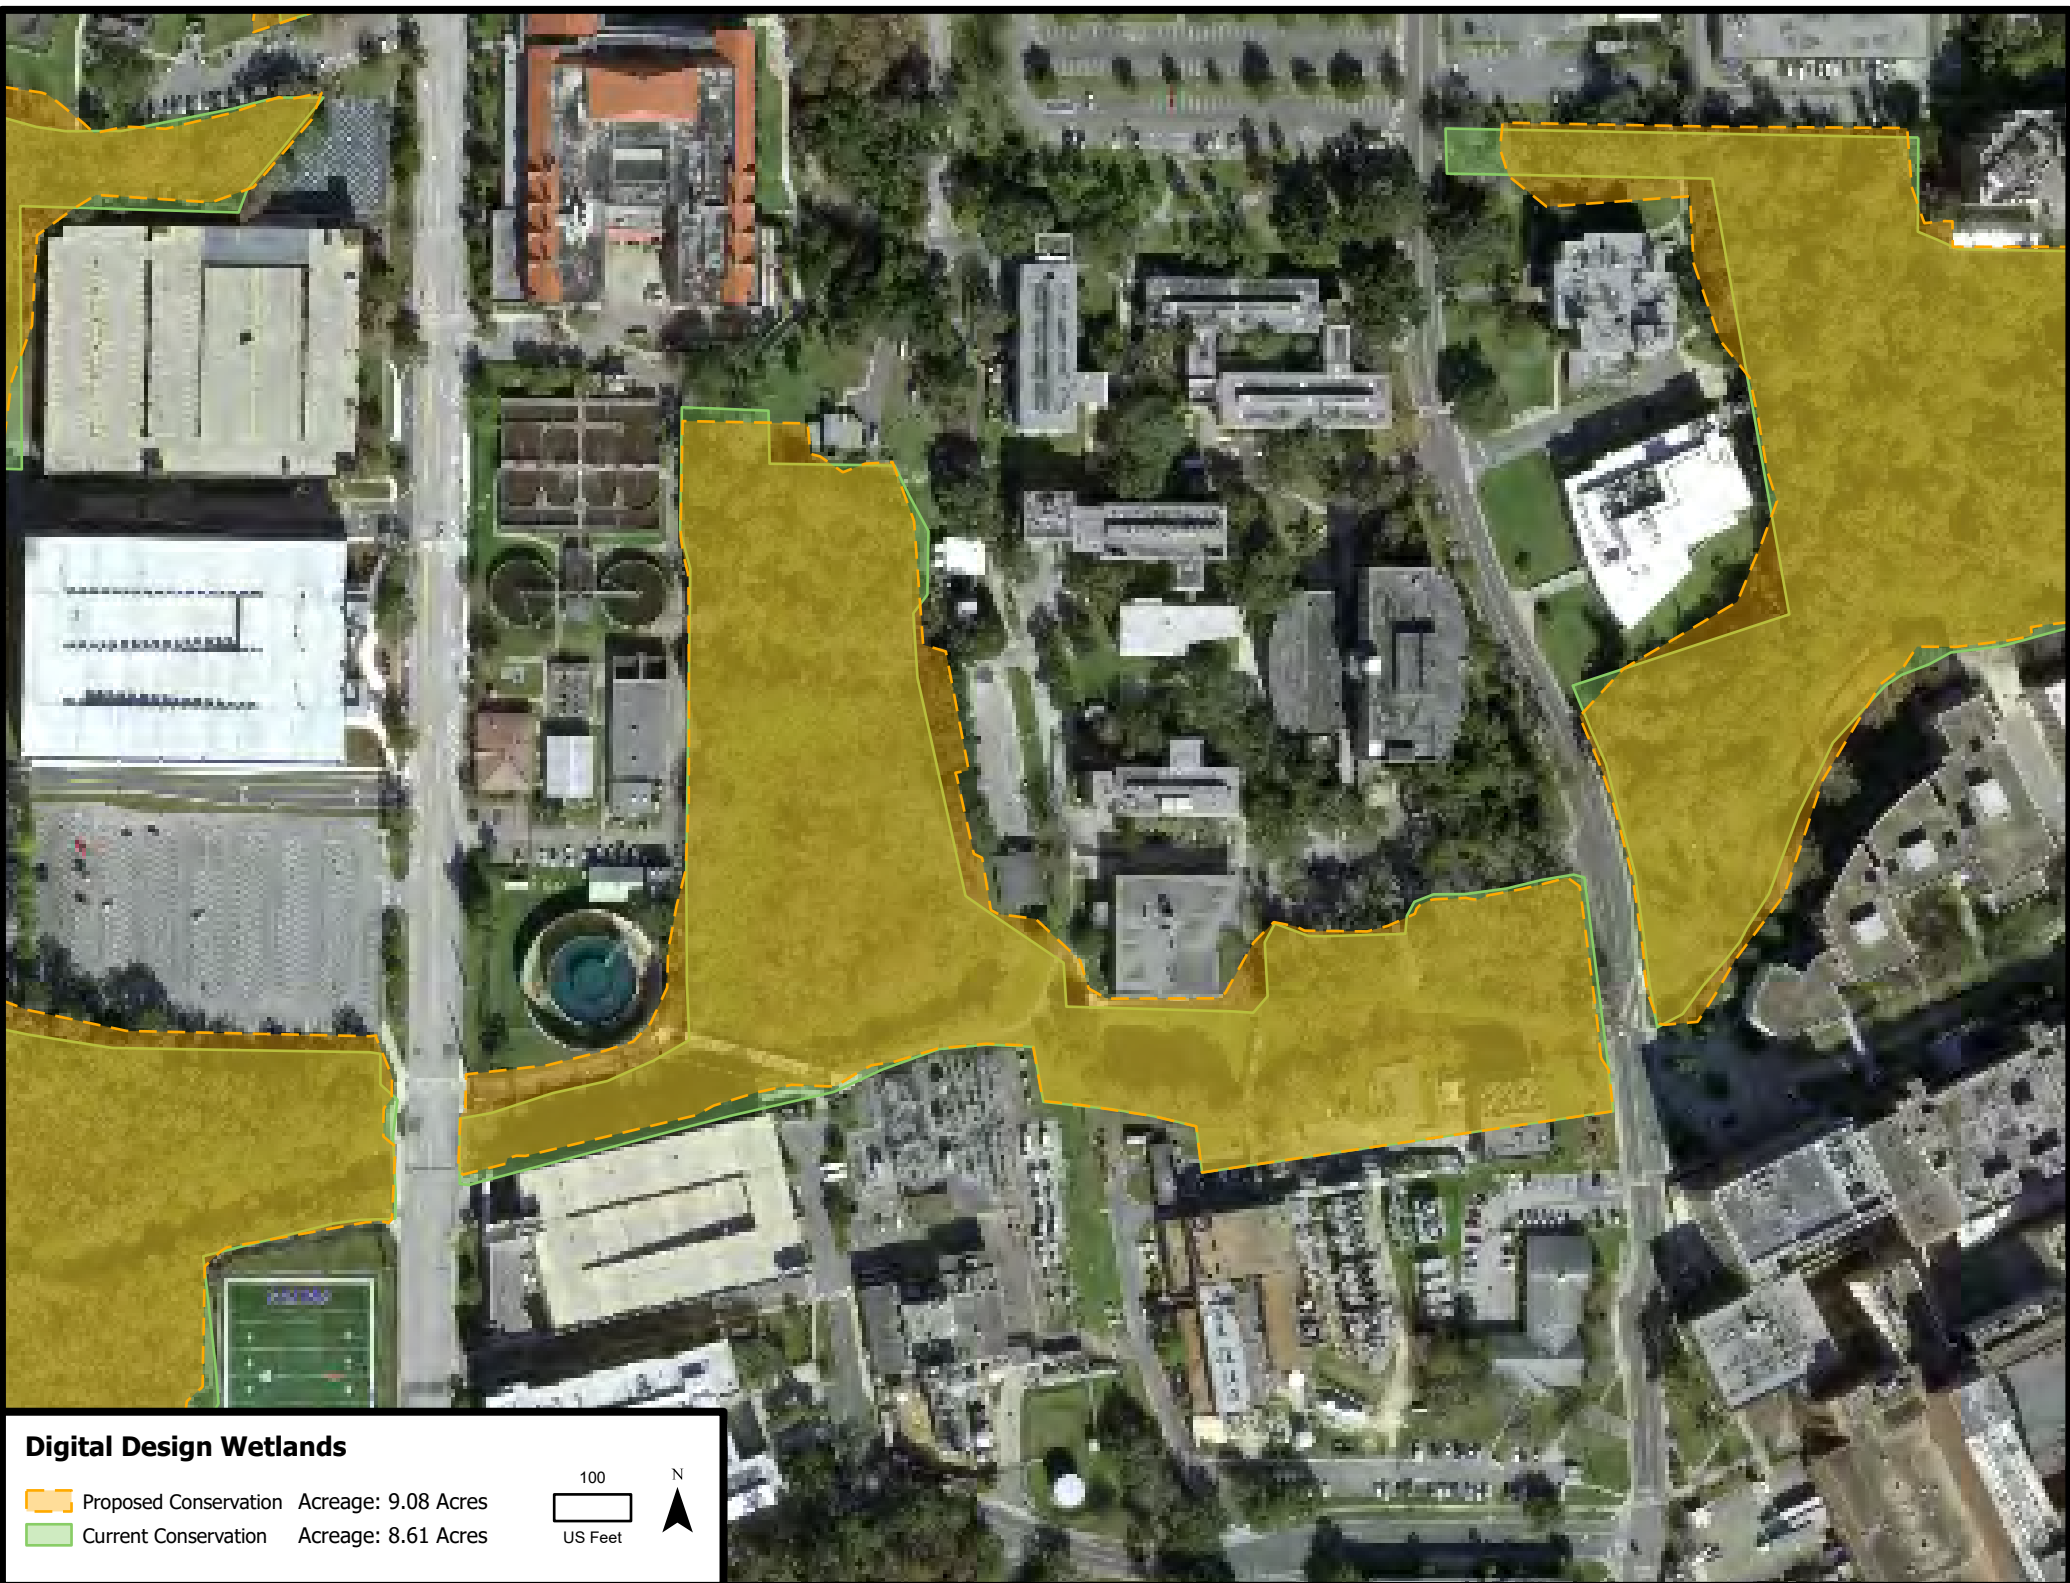 Digital Design Wetlands
Proposed Conservation Acreage: 9.08 Acres
Current Conservation Acreage: 8.61 Acres
100
US Feet
N